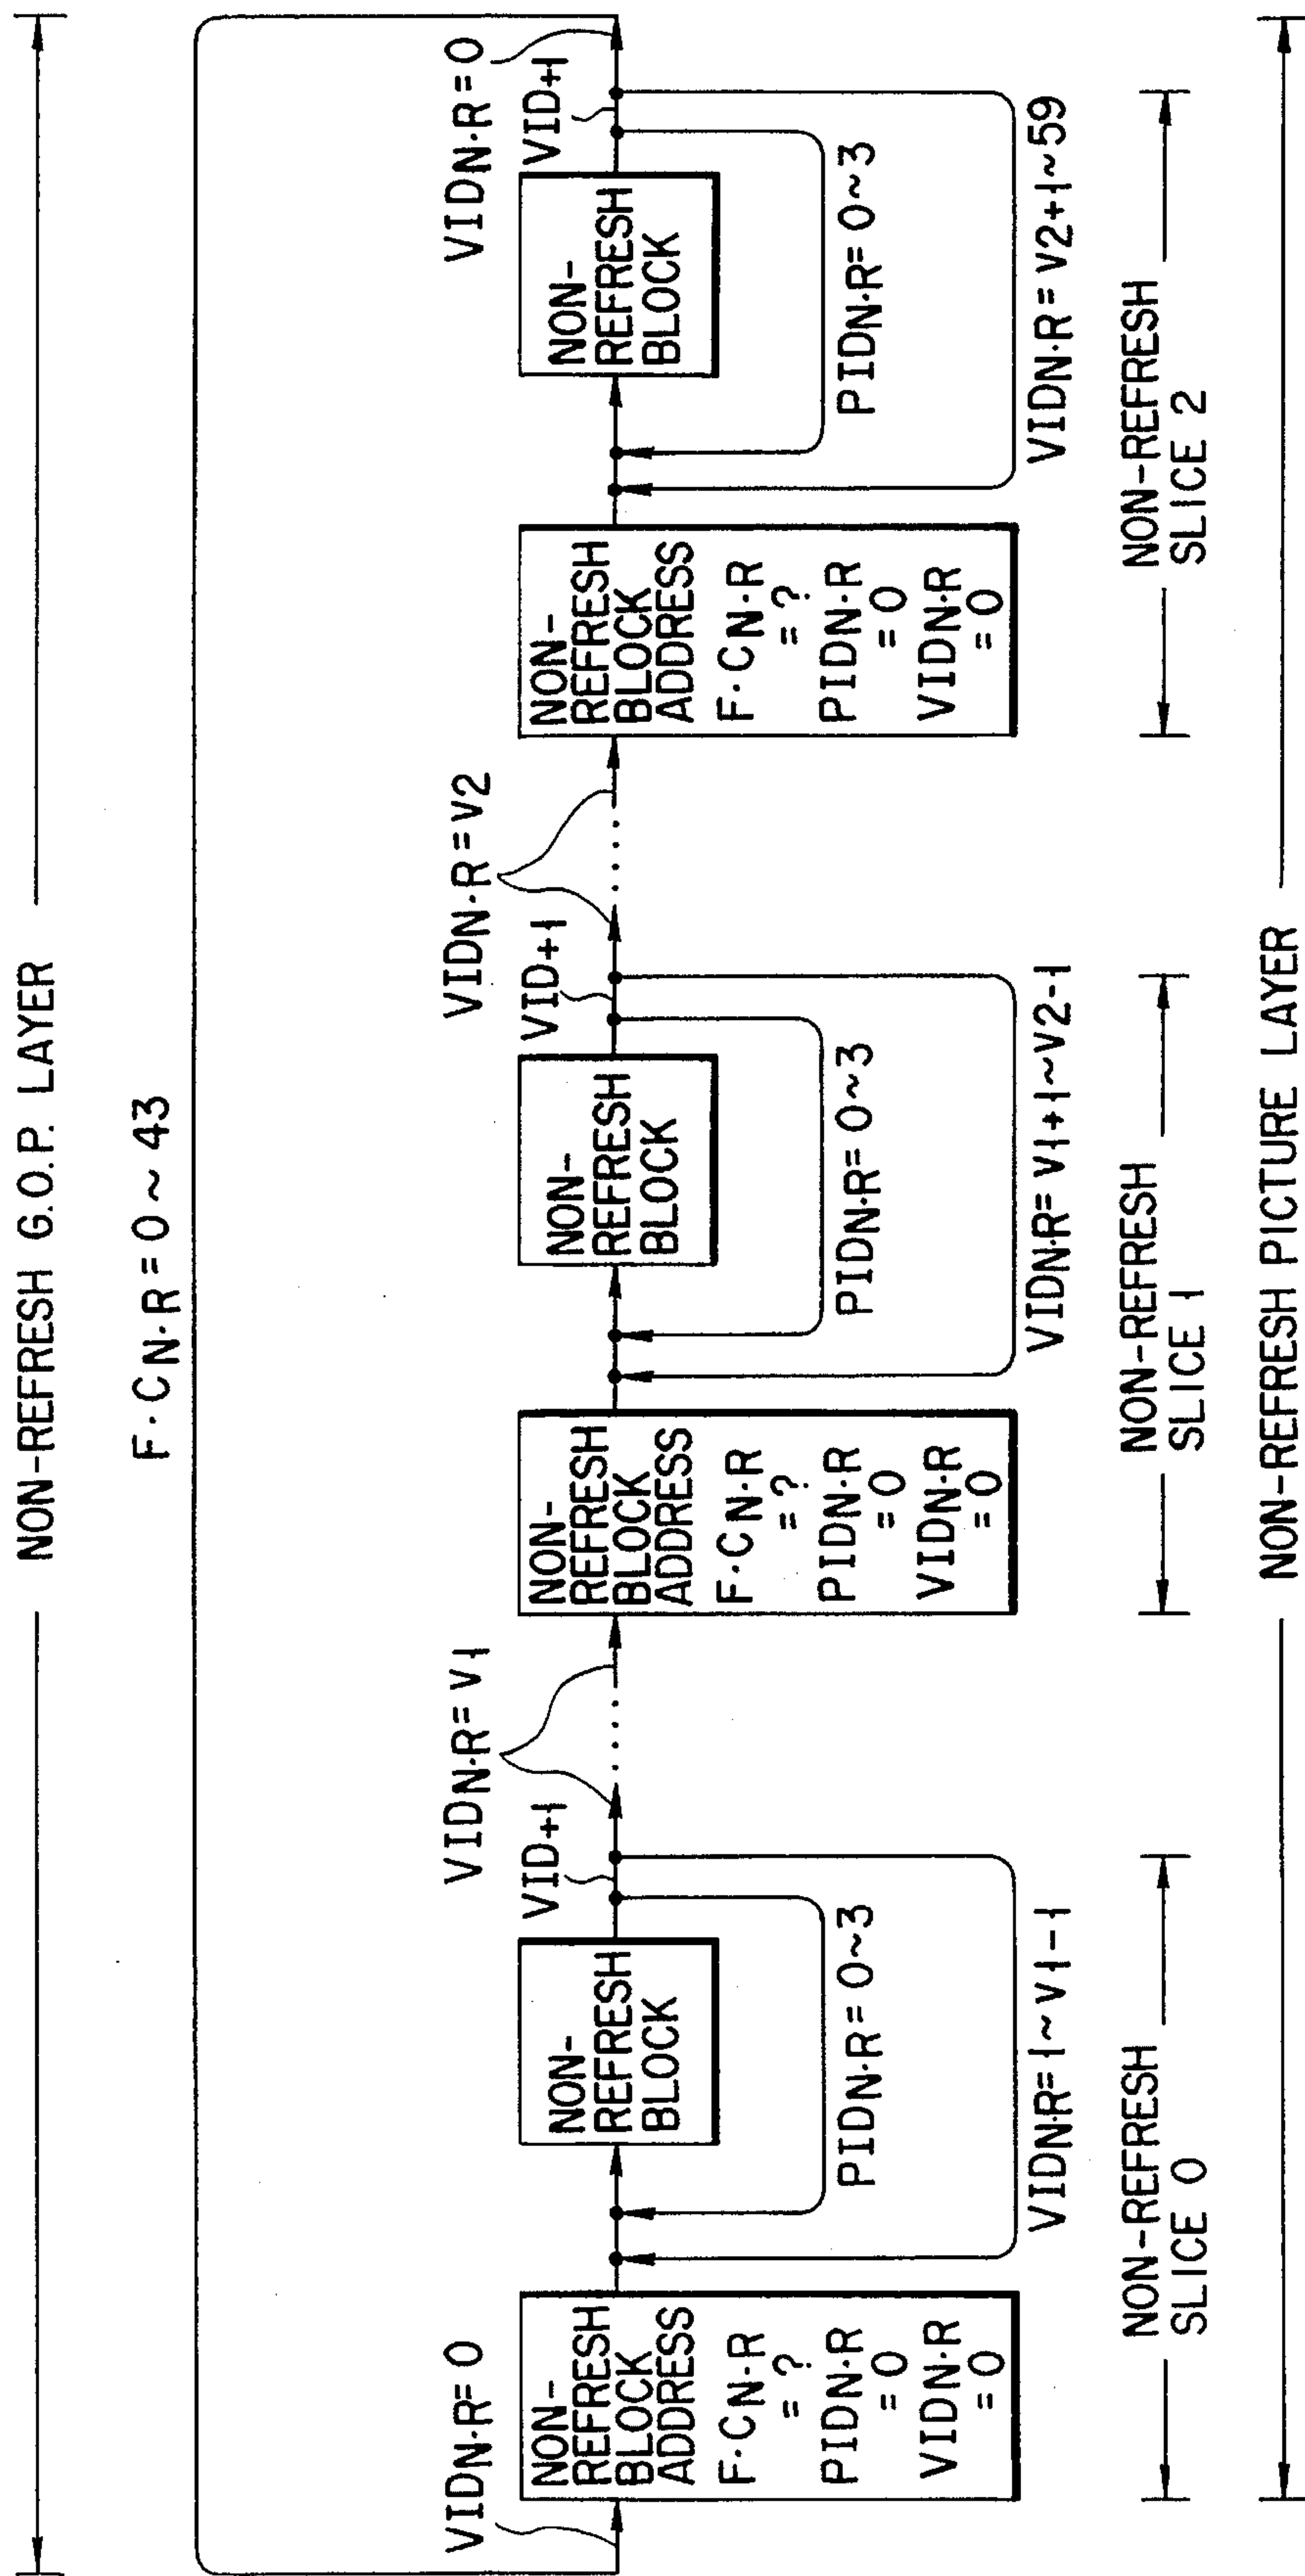 NON-REFRESH G.O.P. LAYER
F·CN·R = 0 ~ 43
VIDN·R = 0
NON-
REFRESH
BLOCK
ADDRESS
F·CN·R
= ?
PIDN·R
= 0
VIDN·R
= 0
NON-
REFRESH
BLOCK
VID+1
PIDN·R = 0~3
VIDN·R = 1~V1-1
NON-REFRESH
SLICE 0
VIDN·R = V1
NON-
REFRESH
BLOCK
ADDRESS
F·CN·R
= ?
PIDN·R
= 0
VIDN·R
= 0
NON-
REFRESH
BLOCK
VID+1
PIDN·R = 0~3
VIDN·R = V1+1~V2-1
NON-REFRESH
SLICE 1
VIDN·R = V2
NON-
REFRESH
BLOCK
ADDRESS
F·CN·R
= ?
PIDN·R
= 0
VIDN·R
= 0
NON-
REFRESH
BLOCK
VID+1
VIDN·R = 0
PIDN·R = 0~3
VIDN·R = V2+1~59
NON-REFRESH
SLICE 2
NON-REFRESH PICTURE LAYER